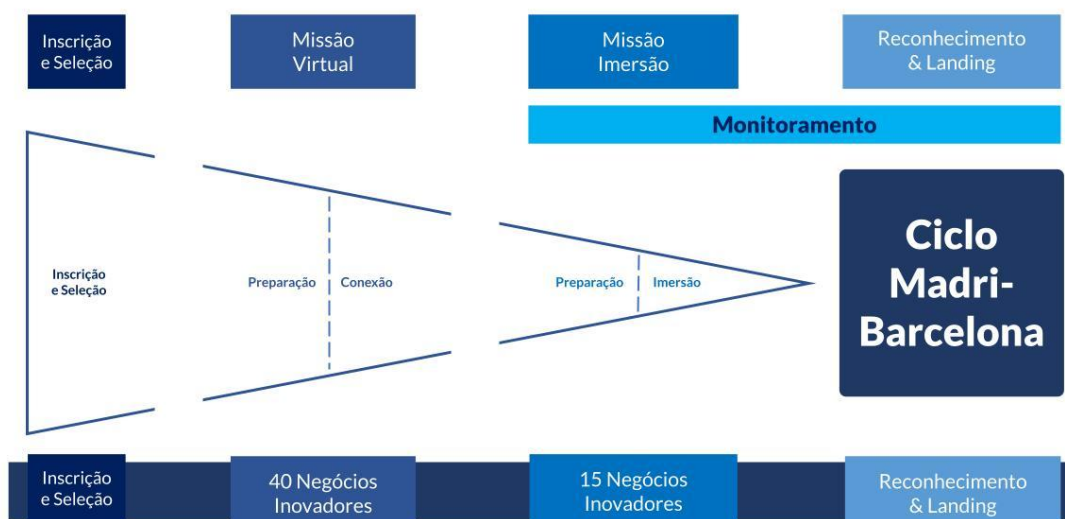 Inscrição
e Seleção
Missão
Virtual
Missão
Imersão
Reconhecimento
& Landing
Monitoramento
Inscrição
e Seleção
Preparação
Conexão
Preparação
Imersão
Ciclo
Madri-
Barcelona
Inscrição
e Seleção
40 Negócios
Inovadores
15 Negócios
Inovadores
Reconhecimento
& Landing